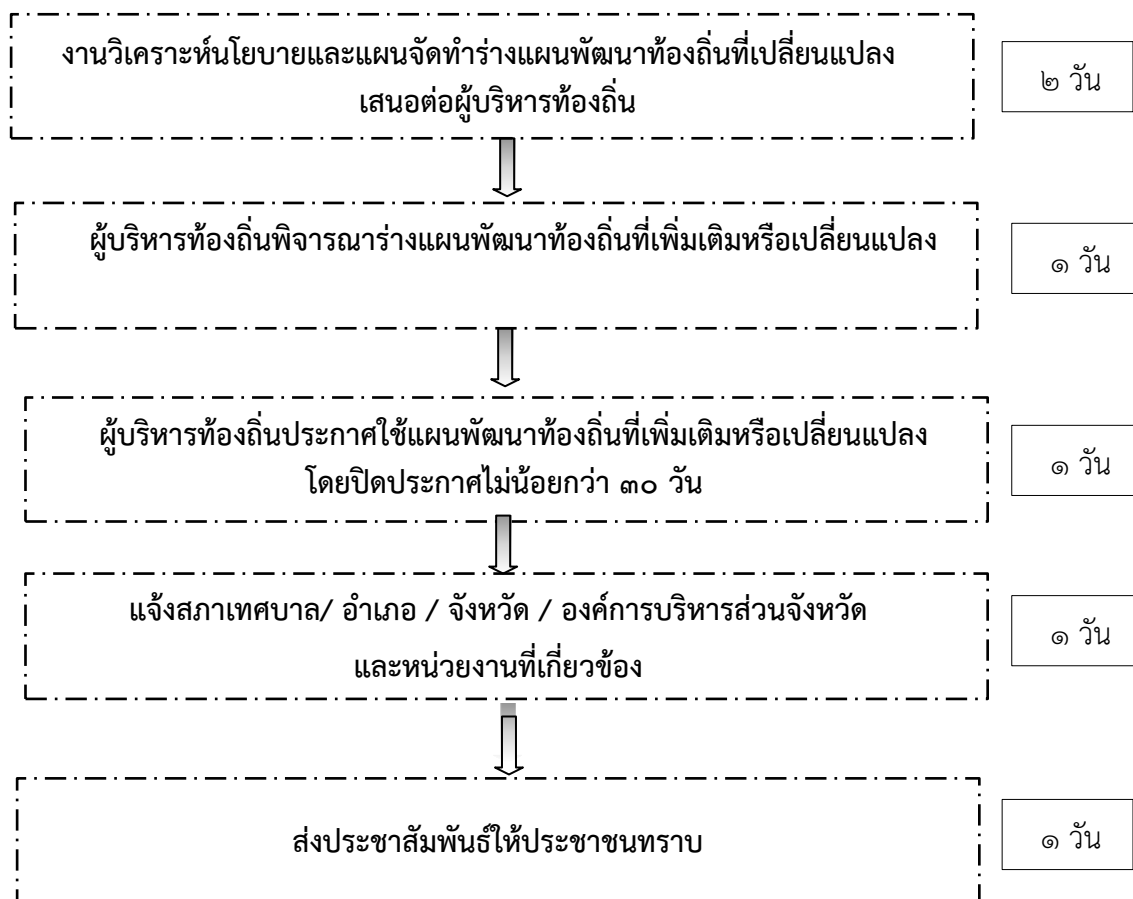 งานวิเคราะห์นโยบายและแผนจัดทำร่างแผนพัฒนาท้องถิ่นที่เปลี่ยนแปลง
เสนอต่อผู้บริหารท้องถิ่น
๒ วัน
ผู้บริหารท้องถิ่นพิจารณาร่างแผนพัฒนาท้องถิ่นที่เพิ่มเติมหรือเปลี่ยนแปลง
๑ วัน
ผู้บริหารท้องถิ่นประกาศใช้แผนพัฒนาท้องถิ่นที่เพิ่มเติมหรือเปลี่ยนแปลง
โดยปิดประกาศไม่น้อยกว่า ๓๐ วัน
๑ วัน
แจ้งสภาเทศบาล/ อำเภอ / จังหวัด / องค์การบริหารส่วนจังหวัด
และหน่วยงานที่เกี่ยวข้อง
๑ วัน
ส่งประชาสัมพันธ์ให้ประชาชนทราบ
๑ วัน